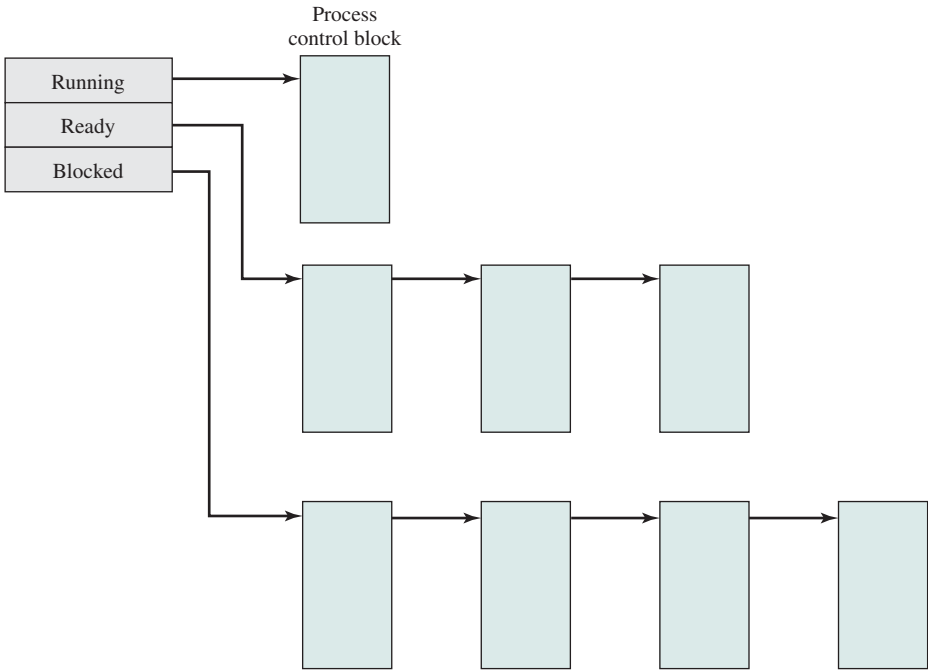 Process
control block
Running
Ready
Blocked